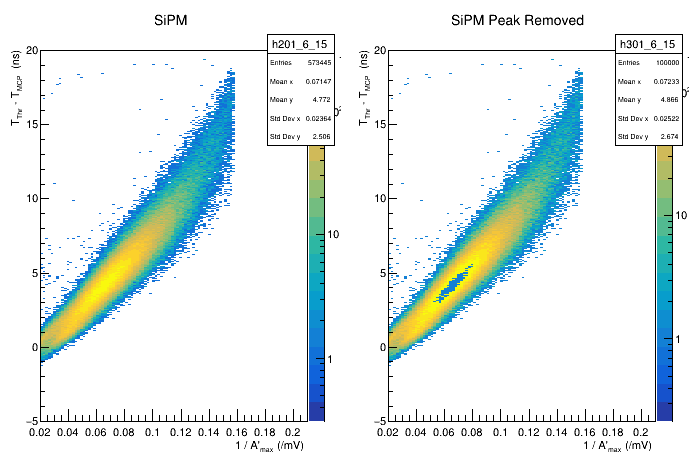 SiPM
h201_6_15
Entries 573445
Mean x 0.07147
Mean y 4.772
Std Dev x 0.02364
Std Dev y 2.506
T_Thr - T_MCP (ns)
20
15
10
5
0
−5
10
1
0.02 0.04 0.06 0.08 0.1 0.12 0.14 0.16 0.18 0.2
1 / A'_max (/mV)
SiPM Peak Removed
h301_6_15
Entries 100000
Mean x 0.07233
Mean y 4.866
Std Dev x 0.02522
Std Dev y 2.674
T_Thr - T_MCP (ns)
20
15
10
5
0
−5
10
1
0.02 0.04 0.06 0.08 0.1 0.12 0.14 0.16 0.18 0.2
1 / A'_max (/mV)